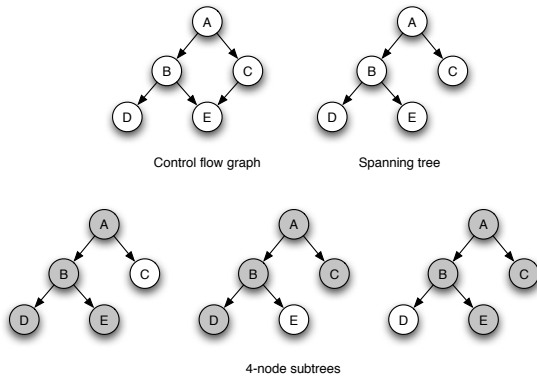 A A
B C B C
D E D E
Control flow graph Spanning tree
A A A
B C B C B C
D E D E D E
4-node subtrees